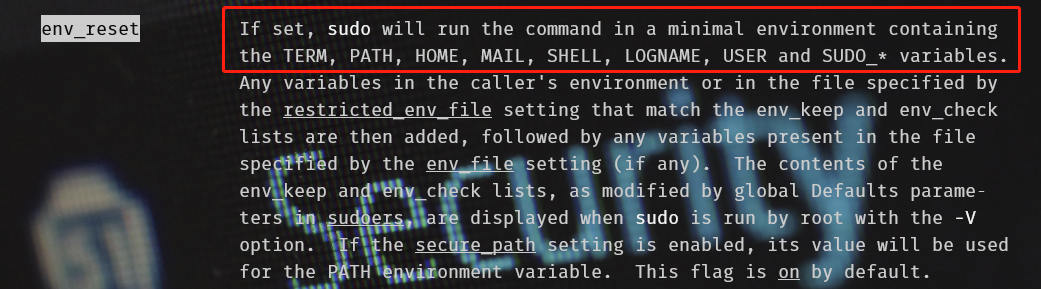 env_reset If set, sudo will run the command in a minimal environment containing
the TERM, PATH, HOME, MAIL, SHELL, LOGNAME, USER and SUDO_* variables.
Any variables in the caller's environment or in the file specified by
the restricted_env_file setting that match the env_keep and env_check
lists are then added, followed by any variables present in the file
specified by the env_file setting (if any). The contents of the
env_keep and env_check lists, as modified by global Defaults parame-
ters in sudoers, are displayed when sudo is run by root with the -V
option. If the secure_path setting is enabled, its value will be used
for the PATH environment variable. This flag is on by default.
Security